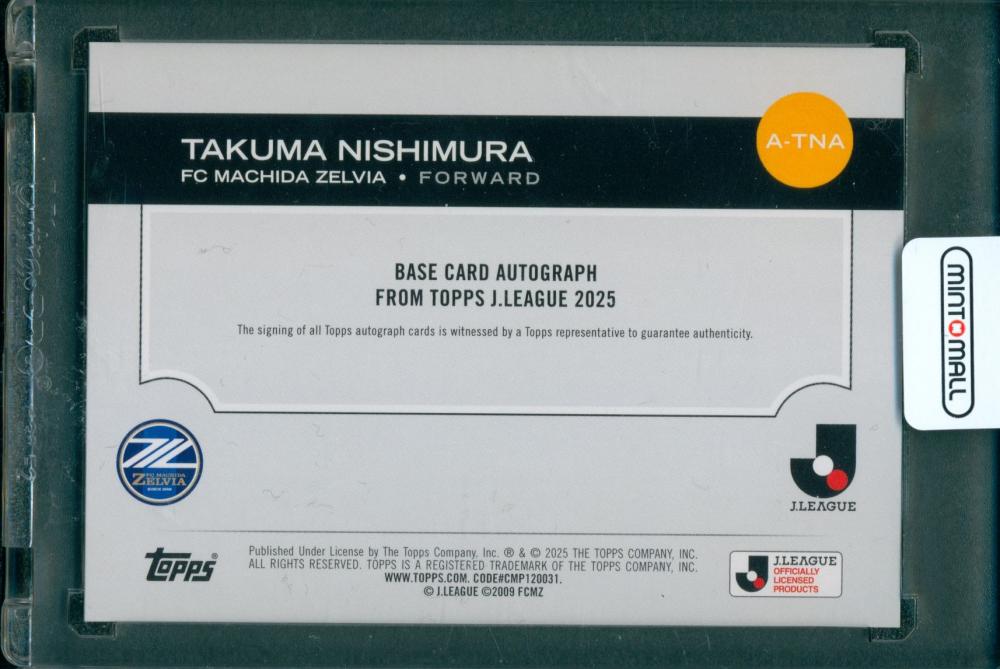 TAKUMA NISHIMURA
FC MACHIDA ZELVIA • FORWARD
A-TNA
BASE CARD AUTOGRAPH
FROM TOPPS J.LEAGUE 2025
The signing of all Topps autograph cards is witnessed by a Topps representative to guarantee authenticity.
MINT MALL
FC MACHIDA
ZELVIA
J.LEAGUE
Topps®
Published Under License by The Topps Company, Inc. ® & © 2025 THE TOPPS COMPANY, INC.
ALL RIGHTS RESERVED. TOPPS IS A REGISTERED TRADEMARK OF THE TOPPS COMPANY, INC.
WWW.TOPPS.COM. CODE#CMP120031.
© J.LEAGUE ©2009 FCMZ
J.LEAGUE
OFFICIALLY
LICENSED
PRODUCTS